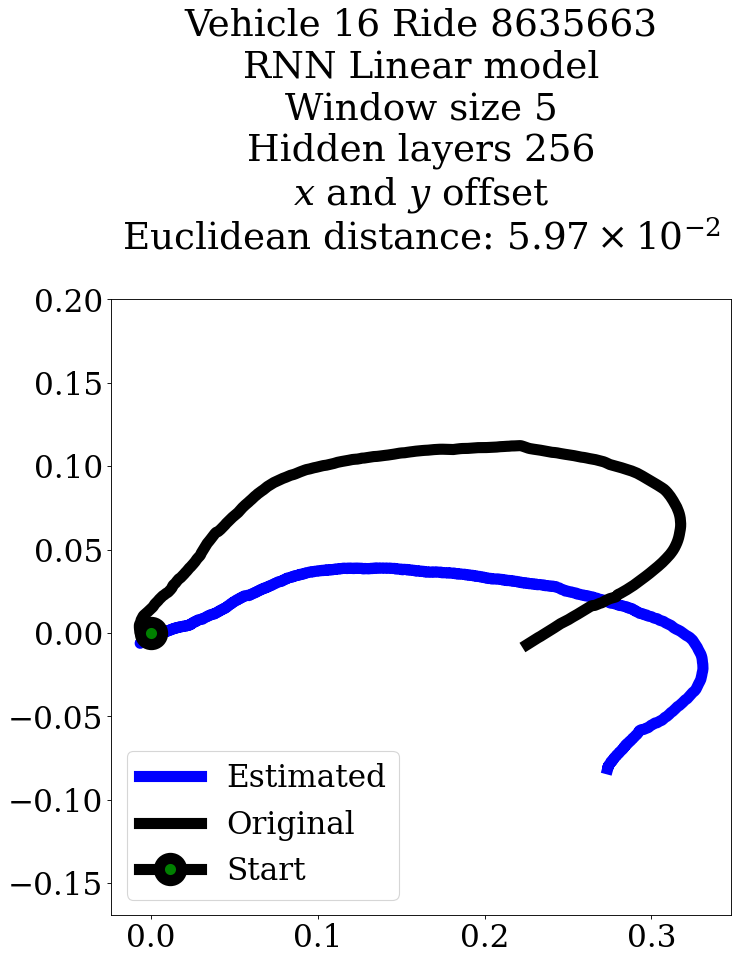 Vehicle 16 Ride 8635663
RNN Linear model
Window size 5
Hidden layers 256
x and y offset
Euclidean distance: 5.97 × 10⁻²
0.20
0.15
0.10
0.05
0.00
−0.05
−0.10
−0.15
Estimated
Original
Start
0.0 0.1 0.2 0.3